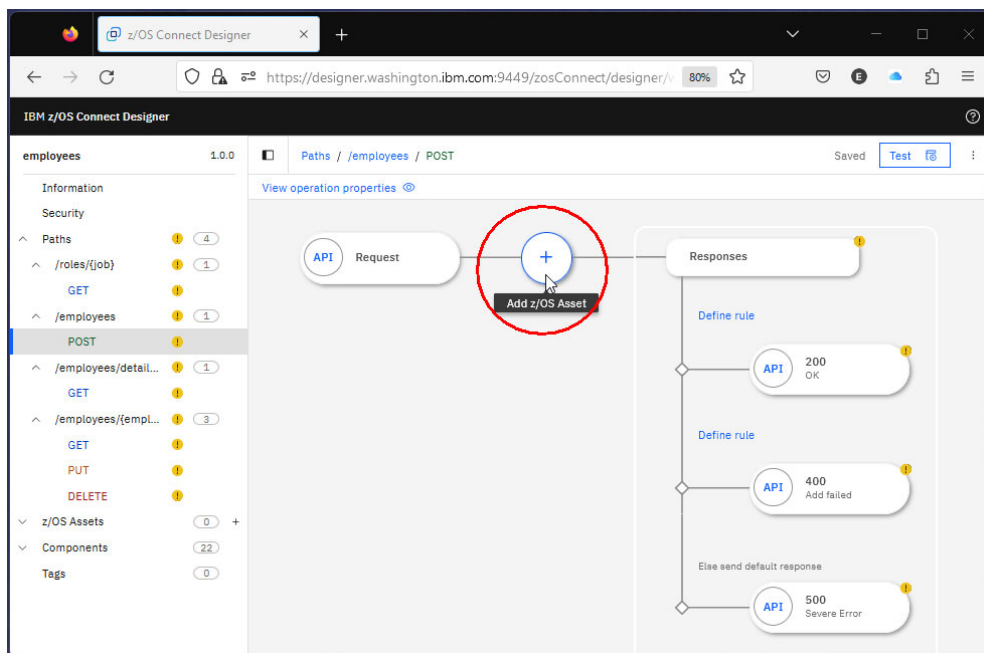 z/OS Connect Designer
https://designer.washington.ibm.com:9449/zosConnect/designer/
80%
E
IBM z/OS Connect Designer
employees 1.0.0
Information
Security
Paths 4
/roles/{job} 1
GET
/employees 1
POST
/employees/detail... 1
GET
/employees/{empl... 3
GET
PUT
DELETE
z/OS Assets 0 +
Components 22
Tags 0
Paths / /employees / POST
Saved Test
View operation properties
API Request
+
Add z/OS Asset
Responses
Define rule
API 200
OK
Define rule
API 400
Add failed
Else send default response
API 500
Severe Error